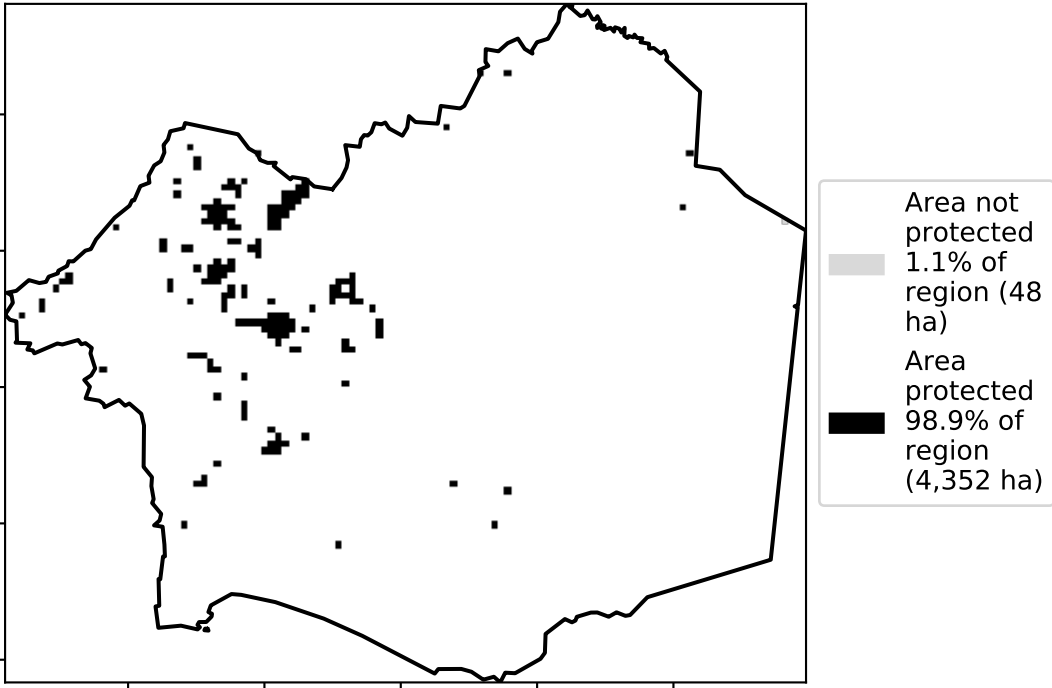 Area not
protected
1.1% of
region (48
ha)
Area
protected
98.9% of
region
(4,352 ha)